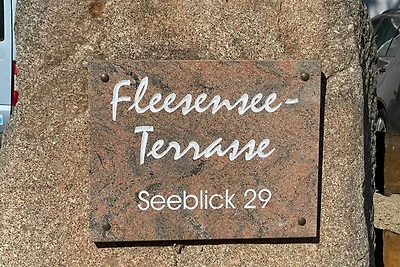 Fleesensee-
Terrasse
Seeblick 29